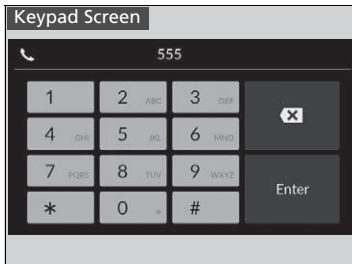 Keypad Screen
555
1 2 ABC 3 DEF
4 GHI 5 JKL 6 MNO
7 PQRS 8 TUV 9 WXYZ
Enter
* 0 + #